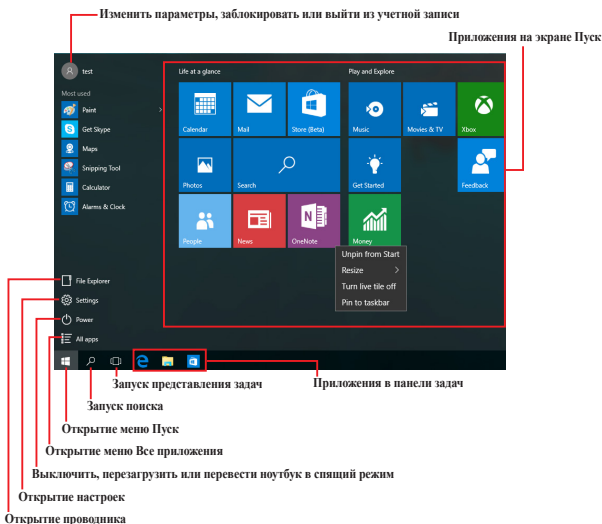 Изменить параметры, заблокировать или выйти из учетной записи
Приложения на экране Пуск
test
Life at a glance
Play and Explore
Most used
Paint
Get Skype
Maps
Snipping Tool
Calculator
Alarms & Clock
Calendar
Mail
Store (Beta)
Music
Movies & TV
Xbox
Photos
Search
Get Started
Feedback
People
News
OneNote
Money
Unpin from Start
Resize
Turn live tile off
Pin to taskbar
File Explorer
Settings
Power
All apps
Запуск представления задач
Приложения в панели задач
Запуск поиска
Открытие меню Пуск
Открытие меню Все приложения
Выключить, перезагрузить или перевести ноутбук в спящий режим
Открытие настроек
Открытие проводника